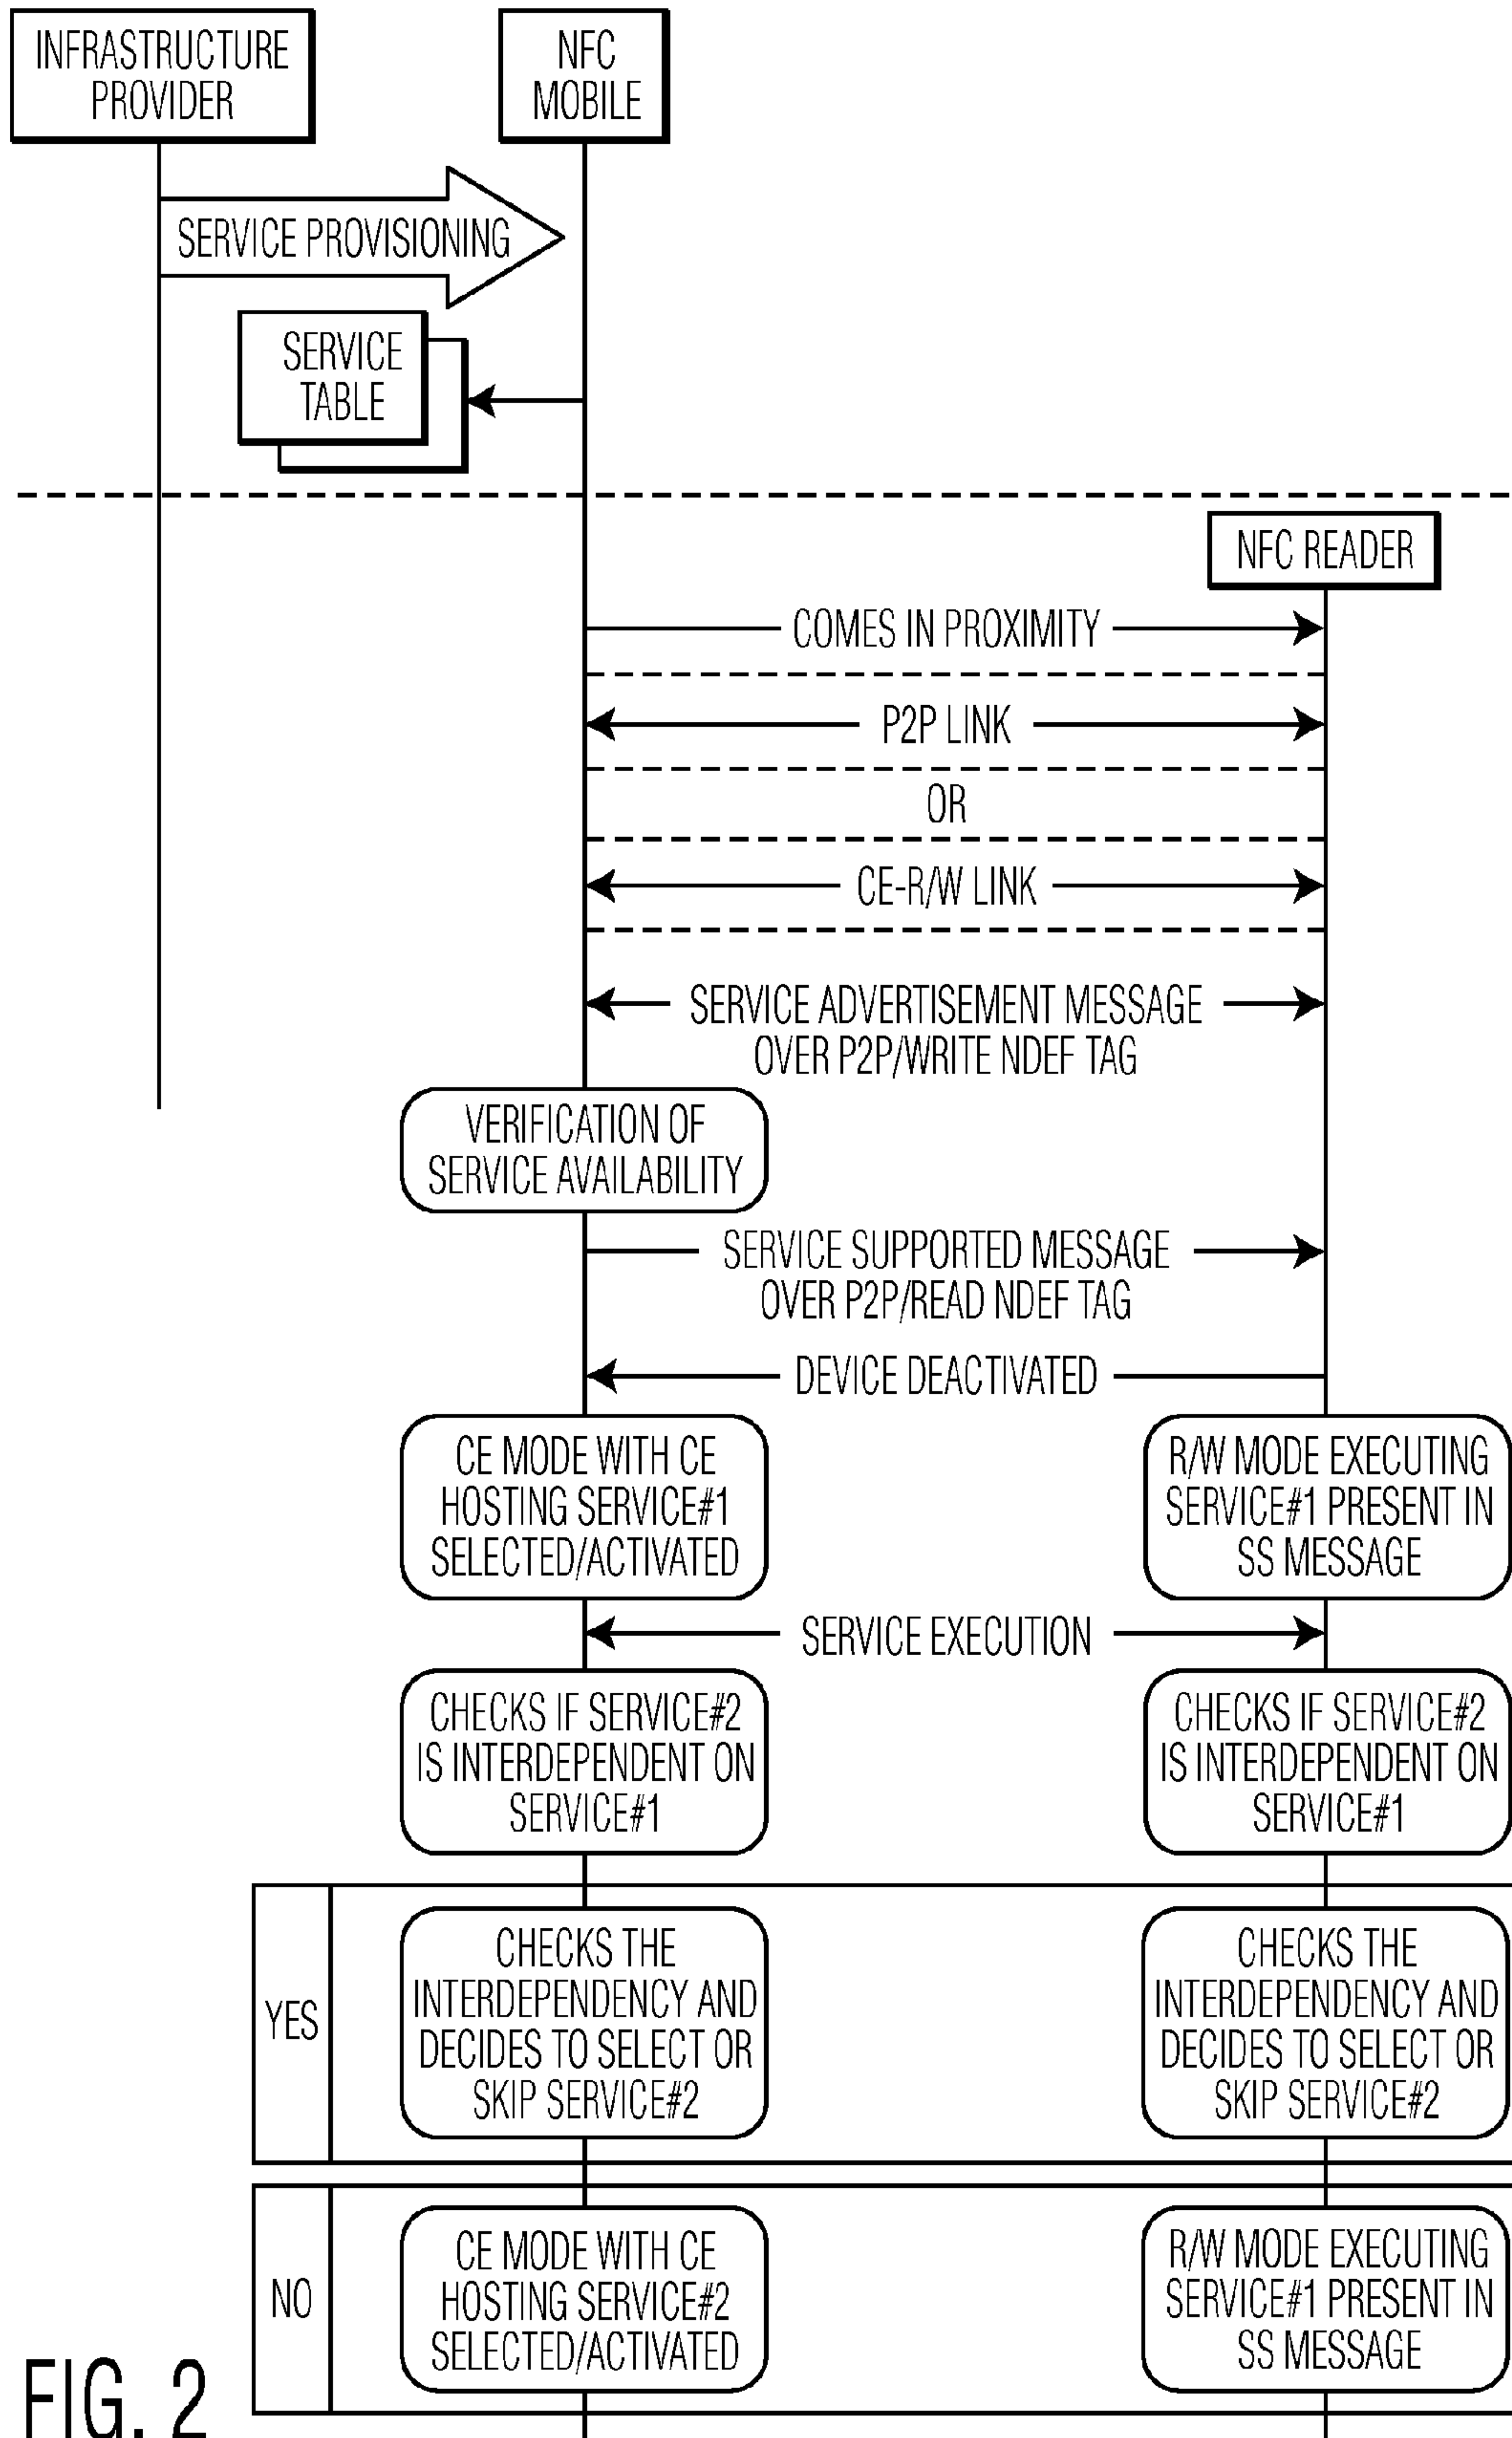 INFRASTRUCTURE
PROVIDER
NFC
MOBILE
SERVICE PROVISIONING
SERVICE
TABLE
NFC READER
COMES IN PROXIMITY
P2P LINK
OR
CE-R/W LINK
SERVICE ADVERTISEMENT MESSAGE
OVER P2P/WRITE NDEF TAG
VERIFICATION OF
SERVICE AVAILABILITY
SERVICE SUPPORTED MESSAGE
OVER P2P/READ NDEF TAG
DEVICE DEACTIVATED
CE MODE WITH CE
HOSTING SERVICE#1
SELECTED/ACTIVATED
R/W MODE EXECUTING
SERVICE#1 PRESENT IN
SS MESSAGE
SERVICE EXECUTION
CHECKS IF SERVICE#2
IS INTERDEPENDENT ON
SERVICE#1
CHECKS IF SERVICE#2
IS INTERDEPENDENT ON
SERVICE#1
YES
CHECKS THE
INTERDEPENDENCY AND
DECIDES TO SELECT OR
SKIP SERVICE#2
CHECKS THE
INTERDEPENDENCY AND
DECIDES TO SELECT OR
SKIP SERVICE#2
NO
CE MODE WITH CE
HOSTING SERVICE#2
SELECTED/ACTIVATED
R/W MODE EXECUTING
SERVICE#1 PRESENT IN
SS MESSAGE
FIG. 2